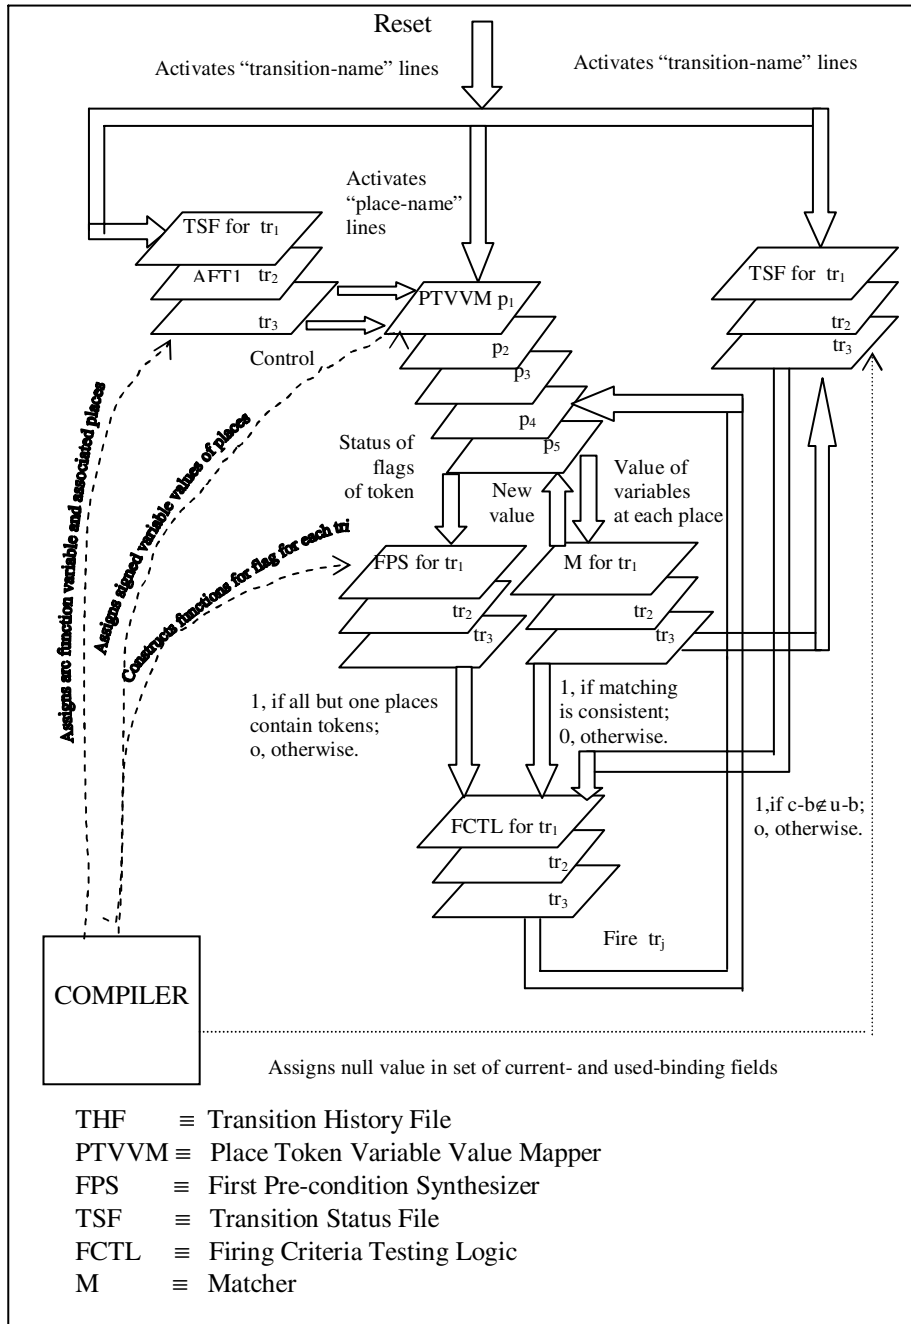 Reset
Activates “transition-name” lines
Activates “transition-name” lines
Activates
“place-name”
lines
TSF for tr1
AFT1 tr2
tr3
TSF for tr1
tr2
tr3
PTVVM p1
p2
p3
p4
p5
Control
Status of
flags
of token
New
value
Value of
variables
at each place
Assigns arc function variable and associated places
Assigns signed variable values of places
Constructs functions for flag for each tri
FPS for tr1
tr2
tr3
M for tr1
tr2
tr3
1, if all but one places
contain tokens;
o, otherwise.
1, if matching
is consistent;
0, otherwise.
1,if c-b∉u-b;
o, otherwise.
FCTL for tr1
tr2
tr3
Fire trj
COMPILER
Assigns null value in set of current- and used-binding fields
THF ≡ Transition History File
PTVVM ≡ Place Token Variable Value Mapper
FPS ≡ First Pre-condition Synthesizer
TSF ≡ Transition Status File
FCTL ≡ Firing Criteria Testing Logic
M ≡ Matcher